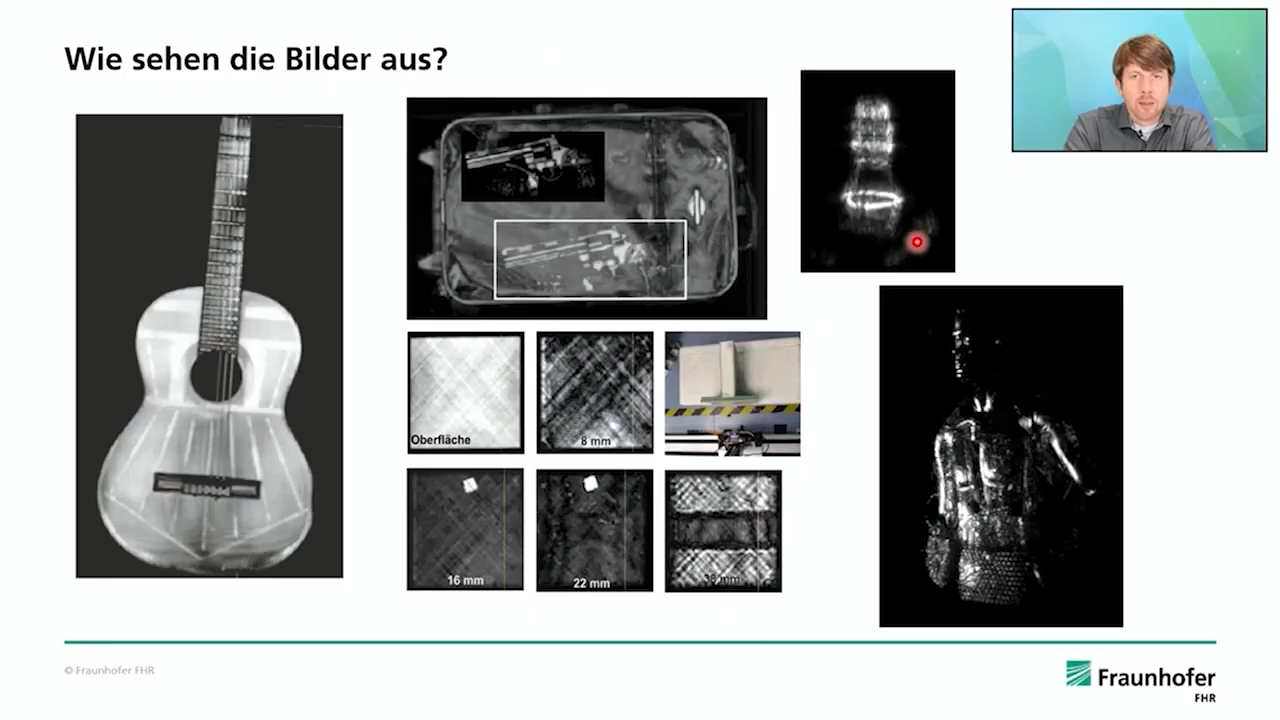 Wie sehen die Bilder aus?
Oberfläche
8 mm
16 mm
22 mm
© Fraunhofer FHR
Fraunhofer
FHR